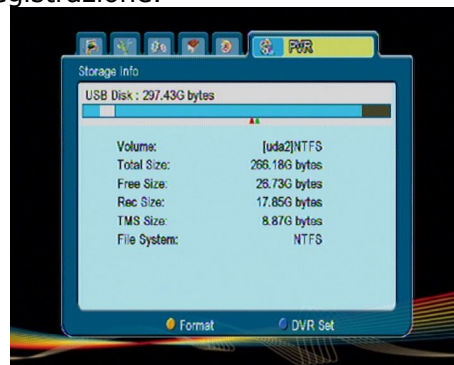 egistrazione.
PVR
Storage Info
USB Disk : 297.43G bytes
Volume: [uda2]NTFS
Total Size: 266.18G bytes
Free Size: 26.73G bytes
Rec Size: 17.85G bytes
TMS Size: 8.87G bytes
File System: NTFS
Format DVR Set